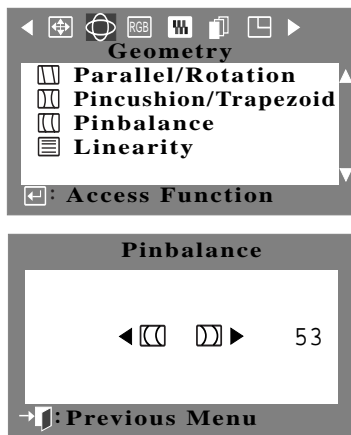 RGB
Geometry
Parallel/Rotation
Pincushion/Trapezoid
Pinbalance
Linearity
: Access Function
Pinbalance
53
:Previous Menu